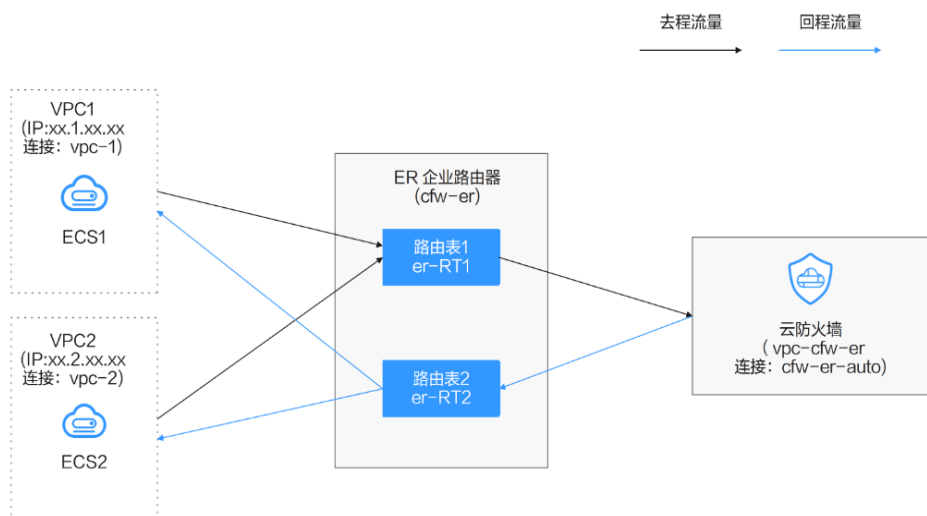 去程流量
回程流量
VPC1
(IP:xx.1.xx.xx
连接：vpc-1)
ECS1
VPC2
(IP:xx.2.xx.xx
连接：vpc-2)
ECS2
ER 企业路由器
(cfw-er)
路由表1
er-RT1
路由表2
er-RT2
云防火墙
( vpc-cfw-er
连接：cfw-er-auto)